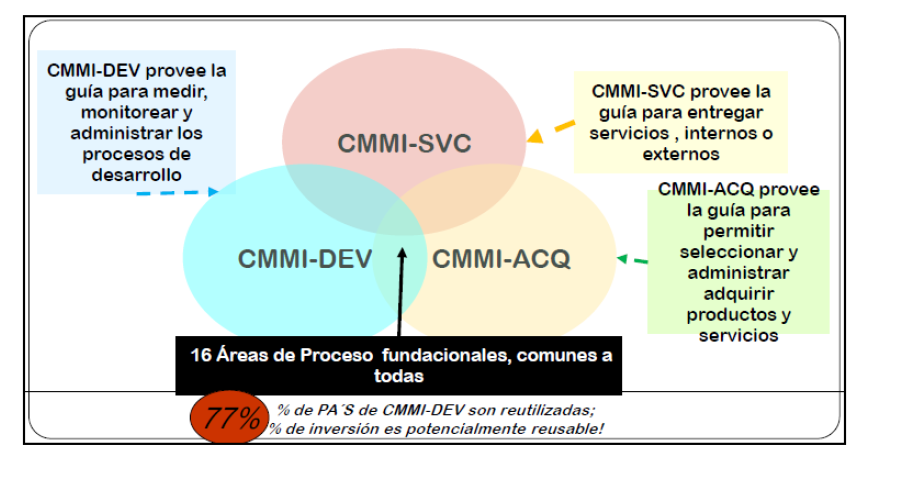 CMMI-DEV provee la
guía para medir,
monitorear y
administrar los
procesos de
desarrollo
CMMI-SVC
CMMI-SVC provee la
guía para entregar
servicios , internos o
externos
CMMI-DEV
CMMI-ACQ
CMMI-ACQ provee
la guía para
permitir
seleccionar y
administrar
adquirir
productos y
servicios
16 Áreas de Proceso fundacionales, comunes a
todas
77%
% de PA´S de CMMI-DEV son reutilizadas;
% de inversión es potencialmente reusable!